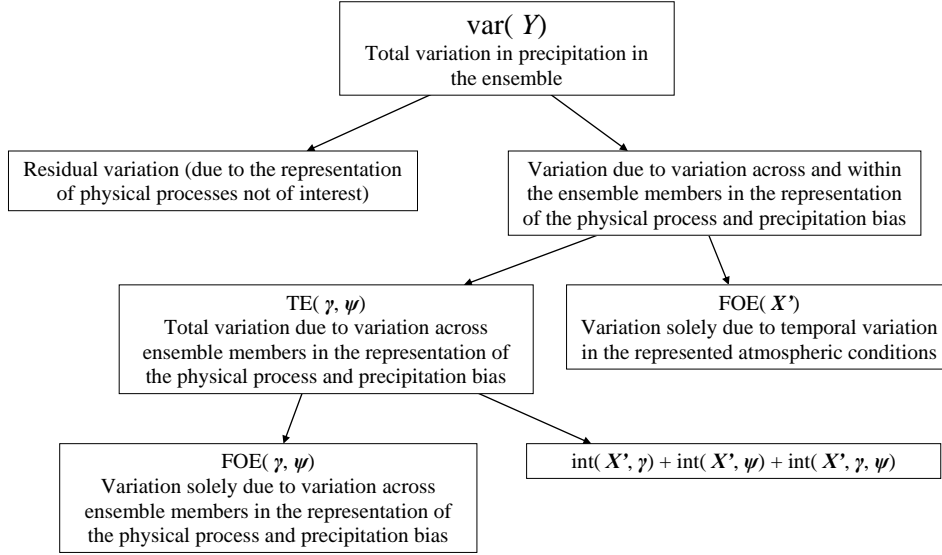 var( Y)
Total variation in precipitation in
the ensemble
Residual variation (due to the representation
of physical processes not of interest)
Variation due to variation across and within
the ensemble members in the representation
of the physical process and precipitation bias
TE( γ, ψ)
Total variation due to variation across
ensemble members in the representation of
the physical process and precipitation bias
FOE( X’)
Variation solely due to temporal variation
in the represented atmospheric conditions
FOE( γ, ψ)
Variation solely due to variation across
ensemble members in the representation of
the physical process and precipitation bias
int( X’, γ) + int( X’, ψ) + int( X’, γ, ψ)